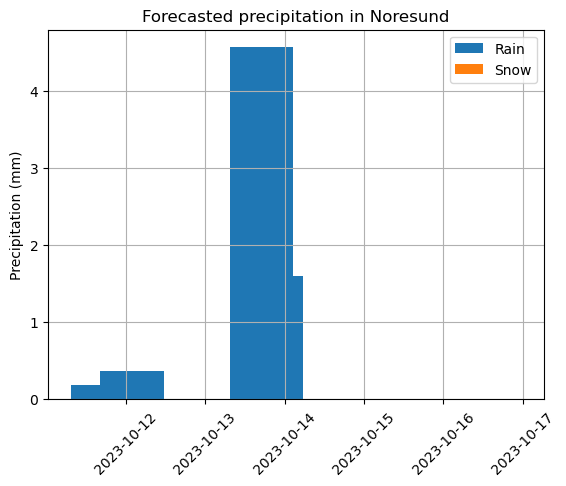 Forecasted precipitation in Noresund
Rain
Snow
Precipitation (mm)
4
3
2
1
0
2023-10-12
2023-10-13
2023-10-14
2023-10-15
2023-10-16
2023-10-17